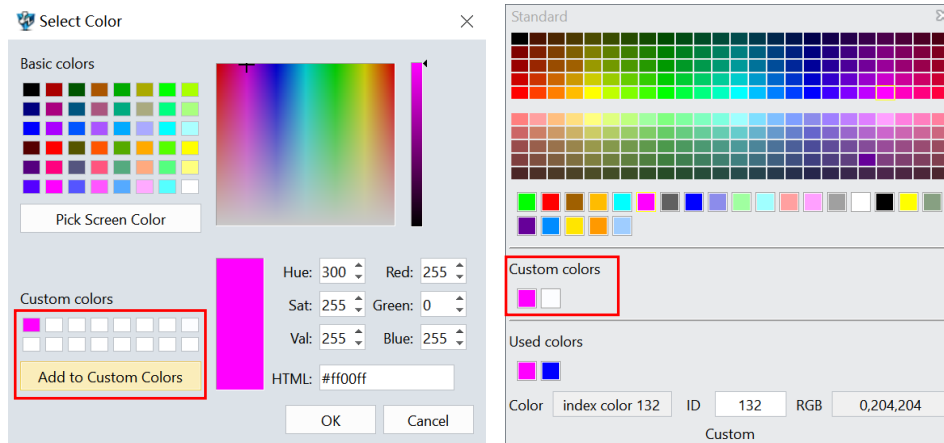 Select Color
Basic colors
Pick Screen Color
Custom colors
Add to Custom Colors
Hue: 300 Red: 255
Sat: 255 Green: 0
Val: 255 Blue: 255
HTML: #ff00ff
OK Cancel
Standard
Custom colors
Used colors
Color index color 132 ID 132 RGB 0,204,204
Custom